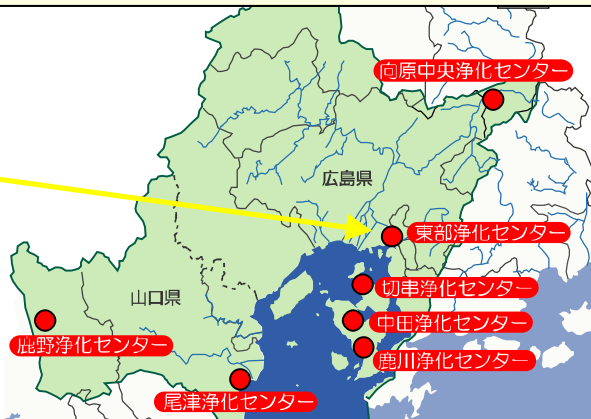 向原中央浄化センター
広島県
東部浄化センター
切串浄化センター
山口県
中田浄化センター
鹿野浄化センター
鹿川浄化センター
尾津浄化センター